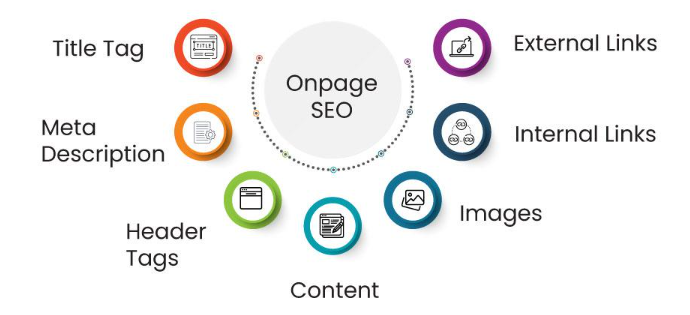 Title Tag
External Links
Onpage
SEO
Meta
Description
Internal Links
Header
Tags
Images
Content
TITLE